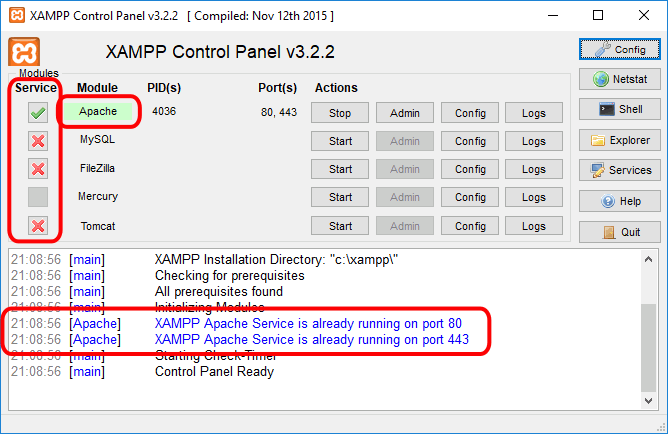 XAMPP Control Panel v3.2.2 [ Compiled: Nov 12th 2015 ]
XAMPP Control Panel v3.2.2
Config
Modules
Service Module PID(s) Port(s) Actions
Netstat
Apache 4036 80, 443 Stop Admin Config Logs
Shell
MySQL Start Admin Config Logs
Explorer
FileZilla Start Admin Config Logs
Services
Mercury Start Admin Config Logs
Help
Tomcat Start Admin Config Logs
Quit
21:08:56 [main] XAMPP Installation Directory: "c:\xampp\"
21:08:56 [main] Checking for prerequisites
21:08:56 [main] All prerequisites found
21:08:56 [main] Initializing Modules
21:08:56 [Apache] XAMPP Apache Service is already running on port 80
21:08:56 [Apache] XAMPP Apache Service is already running on port 443
21:08:56 [main] Starting Check-Timer
21:08:56 [main] Control Panel Ready